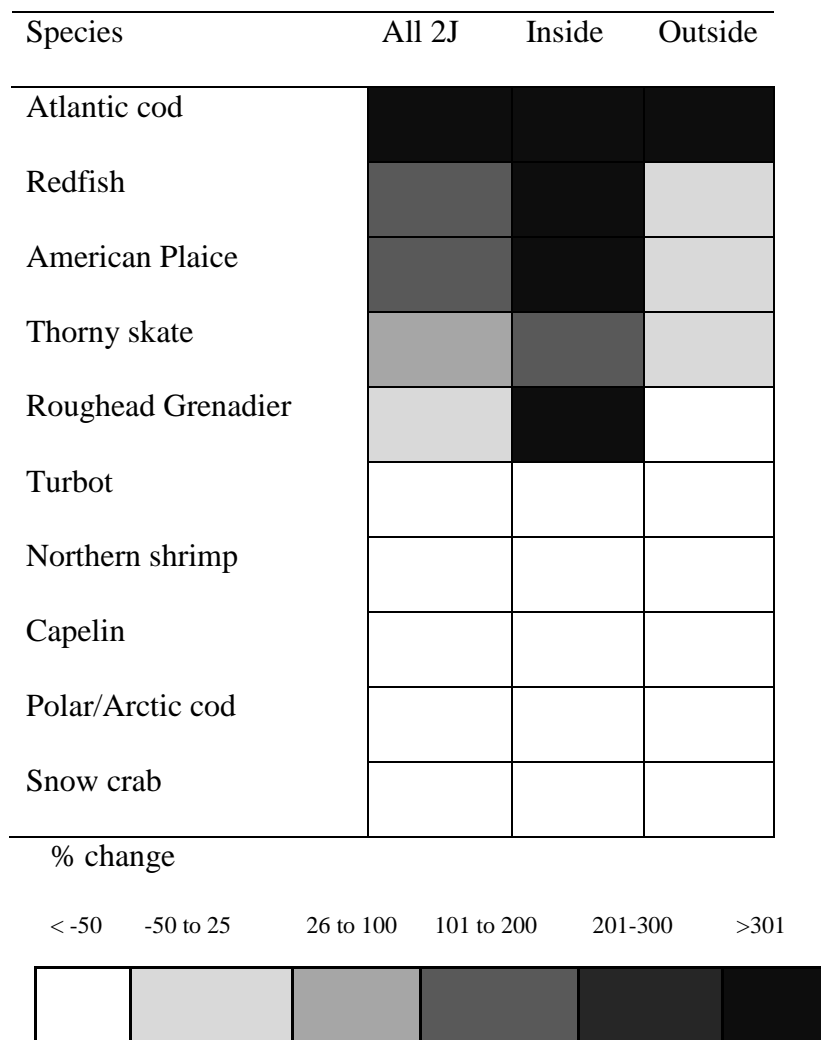 Species All 2J Inside Outside
Atlantic cod
Redfish
American Plaice
Thorny skate
Roughead Grenadier
Turbot
Northern shrimp
Capelin
Polar/Arctic cod
Snow crab
% change
< -50 -50 to 25 26 to 100 101 to 200 201-300 >301